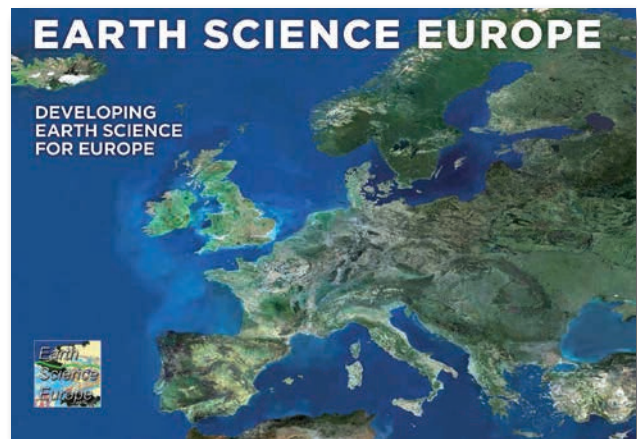 EARTH SCIENCE EUROPE
DEVELOPING
EARTH SCIENCE
FOR EUROPE
Earth
Science
Europe